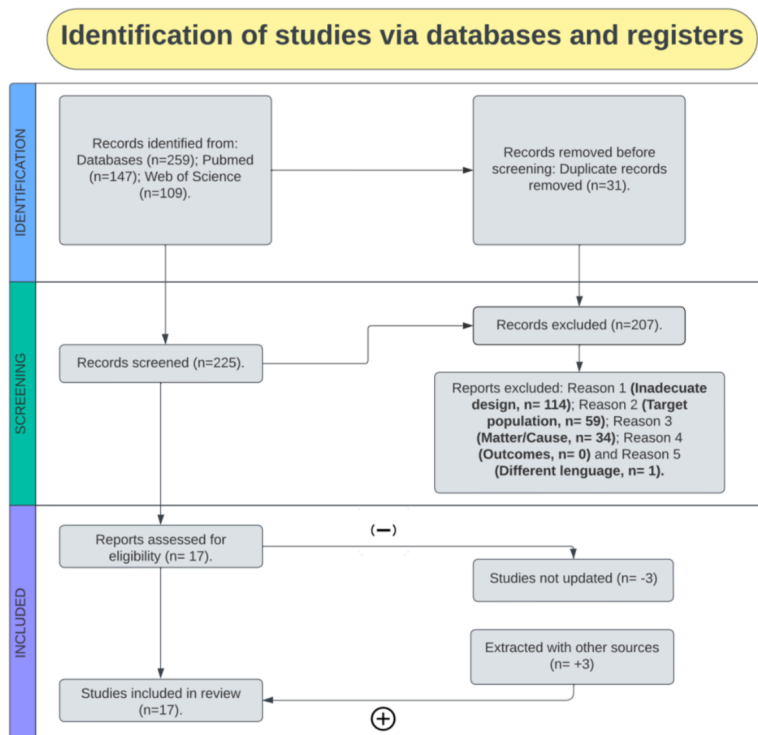 Identification of studies via databases and registers
IDENTIFICATION
Records identified from:
Databases (n=259); Pubmed
(n=147); Web of Science
(n=109).
Records removed before
screening: Duplicate records
removed (n=31).
SCREENING
Records screened (n=225).
Records excluded (n=207).
Reports excluded: Reason 1 (Inadecuate
design, n= 114); Reason 2 (Target
population, n= 59); Reason 3
(Matter/Cause, n= 34); Reason 4
(Outcomes, n= 0) and Reason 5
(Different lenguage, n= 1).
INCLUDED
Reports assessed for
eligibility (n= 17).
(−)
Studies not updated (n= -3)
Extracted with other sources
(n= +3)
Studies included in review
(n=17).
+